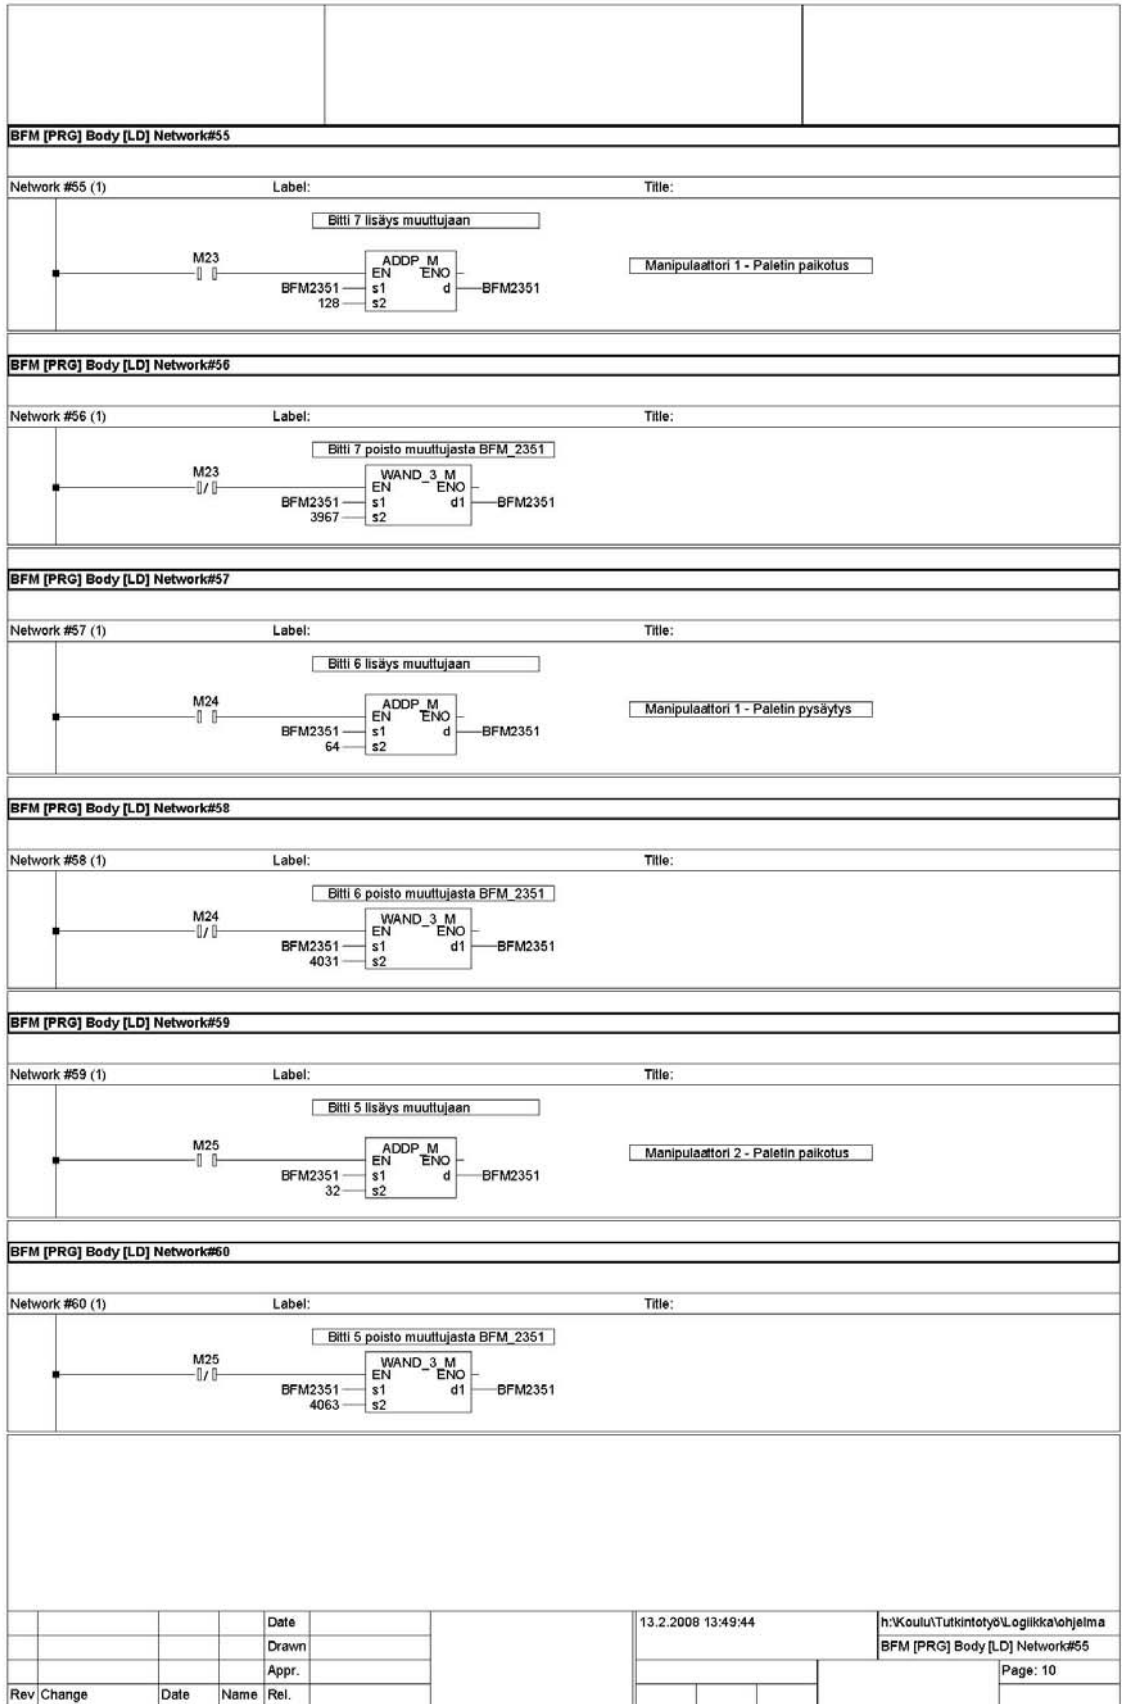 BFM [PRG] Body [LD] Network#55
Network #55 (1) Label: Title:
Bitti 7 lisäys muuttujaan
M23
ADDP_M
Manipulaattori 1 - Paletin paikotus
EN ENO
BFM2351 s1 d BFM2351
128 s2
BFM [PRG] Body [LD] Network#56
Network #56 (1) Label: Title:
Bitti 7 poisto muuttujasta BFM_2351
M23
WAND_3_M
EN ENO
BFM2351 s1 d1 BFM2351
3967 s2
BFM [PRG] Body [LD] Network#57
Network #57 (1) Label: Title:
Bitti 6 lisäys muuttujaan
M24
ADDP_M
Manipulaattori 1 - Paletin pysäytys
EN ENO
BFM2351 s1 d BFM2351
64 s2
BFM [PRG] Body [LD] Network#58
Network #58 (1) Label: Title:
Bitti 6 poisto muuttujasta BFM_2351
M24
WAND_3_M
EN ENO
BFM2351 s1 d1 BFM2351
4031 s2
BFM [PRG] Body [LD] Network#59
Network #59 (1) Label: Title:
Bitti 5 lisäys muuttujaan
M25
ADDP_M
Manipulaattori 2 - Paletin paikotus
EN ENO
BFM2351 s1 d BFM2351
32 s2
BFM [PRG] Body [LD] Network#60
Network #60 (1) Label: Title:
Bitti 5 poisto muuttujasta BFM_2351
M25
WAND_3_M
EN ENO
BFM2351 s1 d1 BFM2351
4063 s2
Date 13.2.2008 13:49:44 h:\Koulu\Tutkintotyö\Logiikka\ohjelma
Drawn BFM [PRG] Body [LD] Network#55
Appr. Page: 10
Rev Change Date Name Rel.